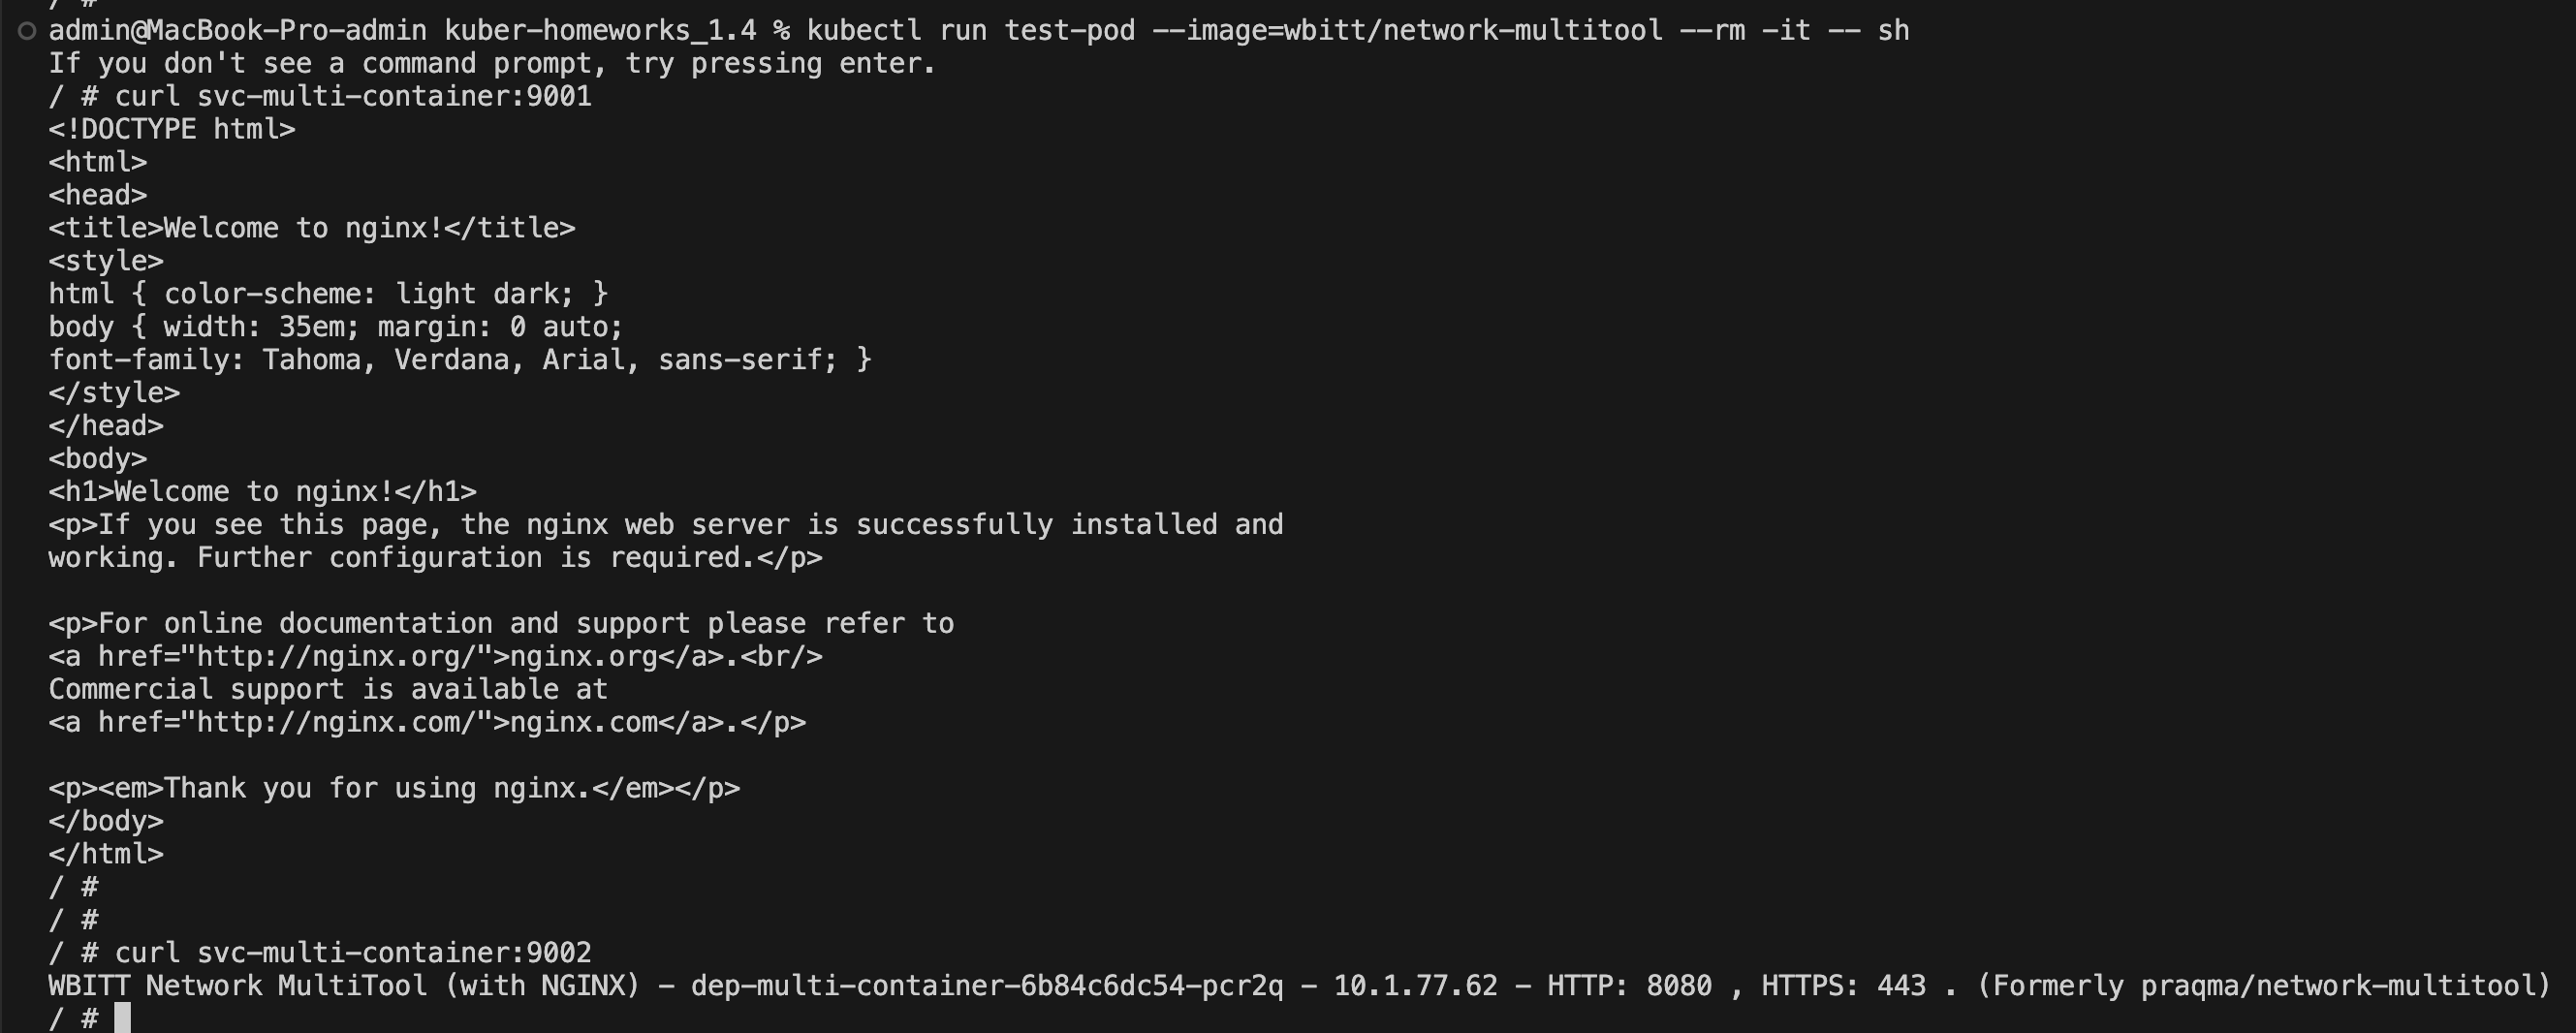 / #
admin@MacBook-Pro-admin kuber-homeworks_1.4 % kubectl run test-pod --image=wbitt/network-multitool --rm -it -- sh
If you don't see a command prompt, try pressing enter.
/ # curl svc-multi-container:9001
<!DOCTYPE html>
<html>
<head>
<title>Welcome to nginx!</title>
<style>
html { color-scheme: light dark; }
body { width: 35em; margin: 0 auto;
font-family: Tahoma, Verdana, Arial, sans-serif; }
</style>
</head>
<body>
<h1>Welcome to nginx!</h1>
<p>If you see this page, the nginx web server is successfully installed and
working. Further configuration is required.</p>

<p>For online documentation and support please refer to
<a href="http://nginx.org/">nginx.org</a>.<br/>
Commercial support is available at
<a href="http://nginx.com/">nginx.com</a>.</p>

<p><em>Thank you for using nginx.</em></p>
</body>
</html>
/ #
/ #
/ # curl svc-multi-container:9002
WBITT Network MultiTool (with NGINX) - dep-multi-container-6b84c6dc54-pcr2q - 10.1.77.62 - HTTP: 8080 , HTTPS: 443 . (Formerly praqma/network-multitool)
/ #